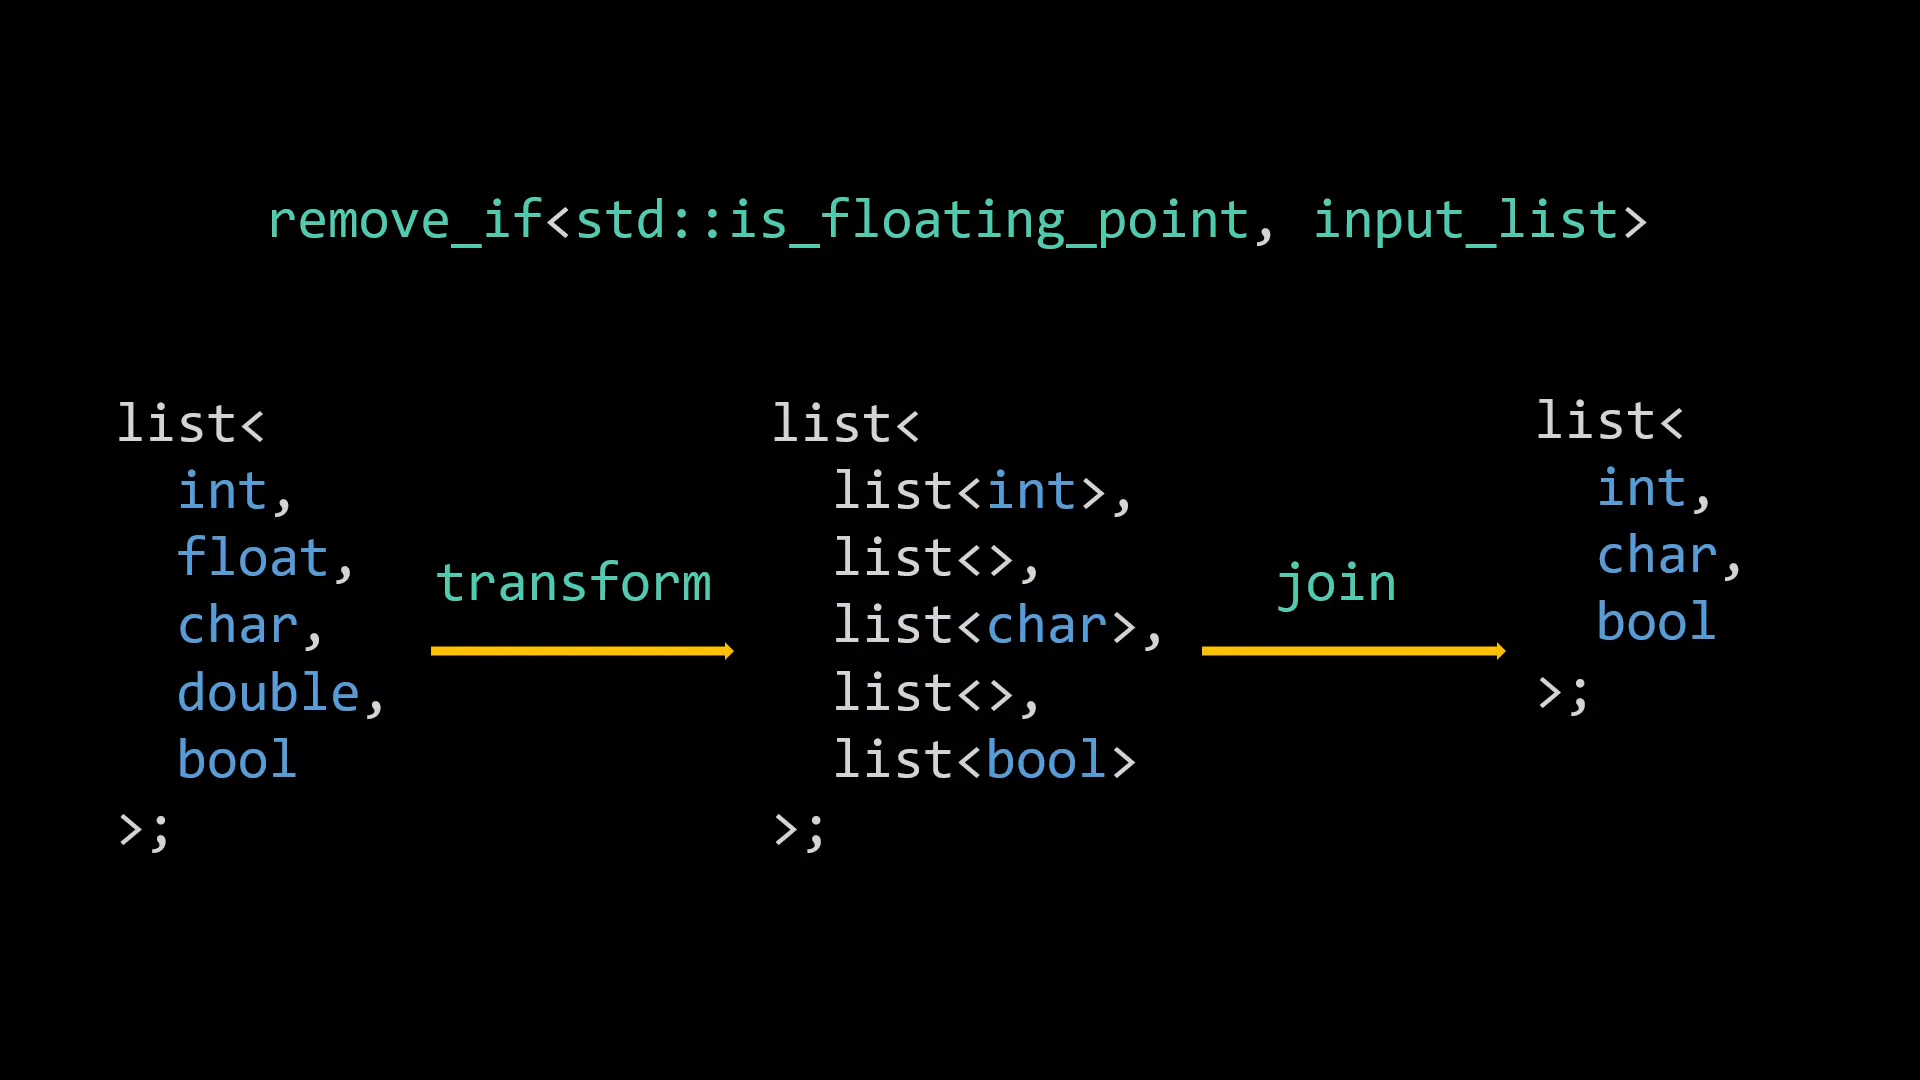 remove_if<std::is_floating_point, input_list>
list<
int,
float,
char,
double,
bool
>;
transform
list<
list<int>,
list<>,
list<char>,
list<>,
list<bool>
>;
join
list<
int,
char,
bool
>;